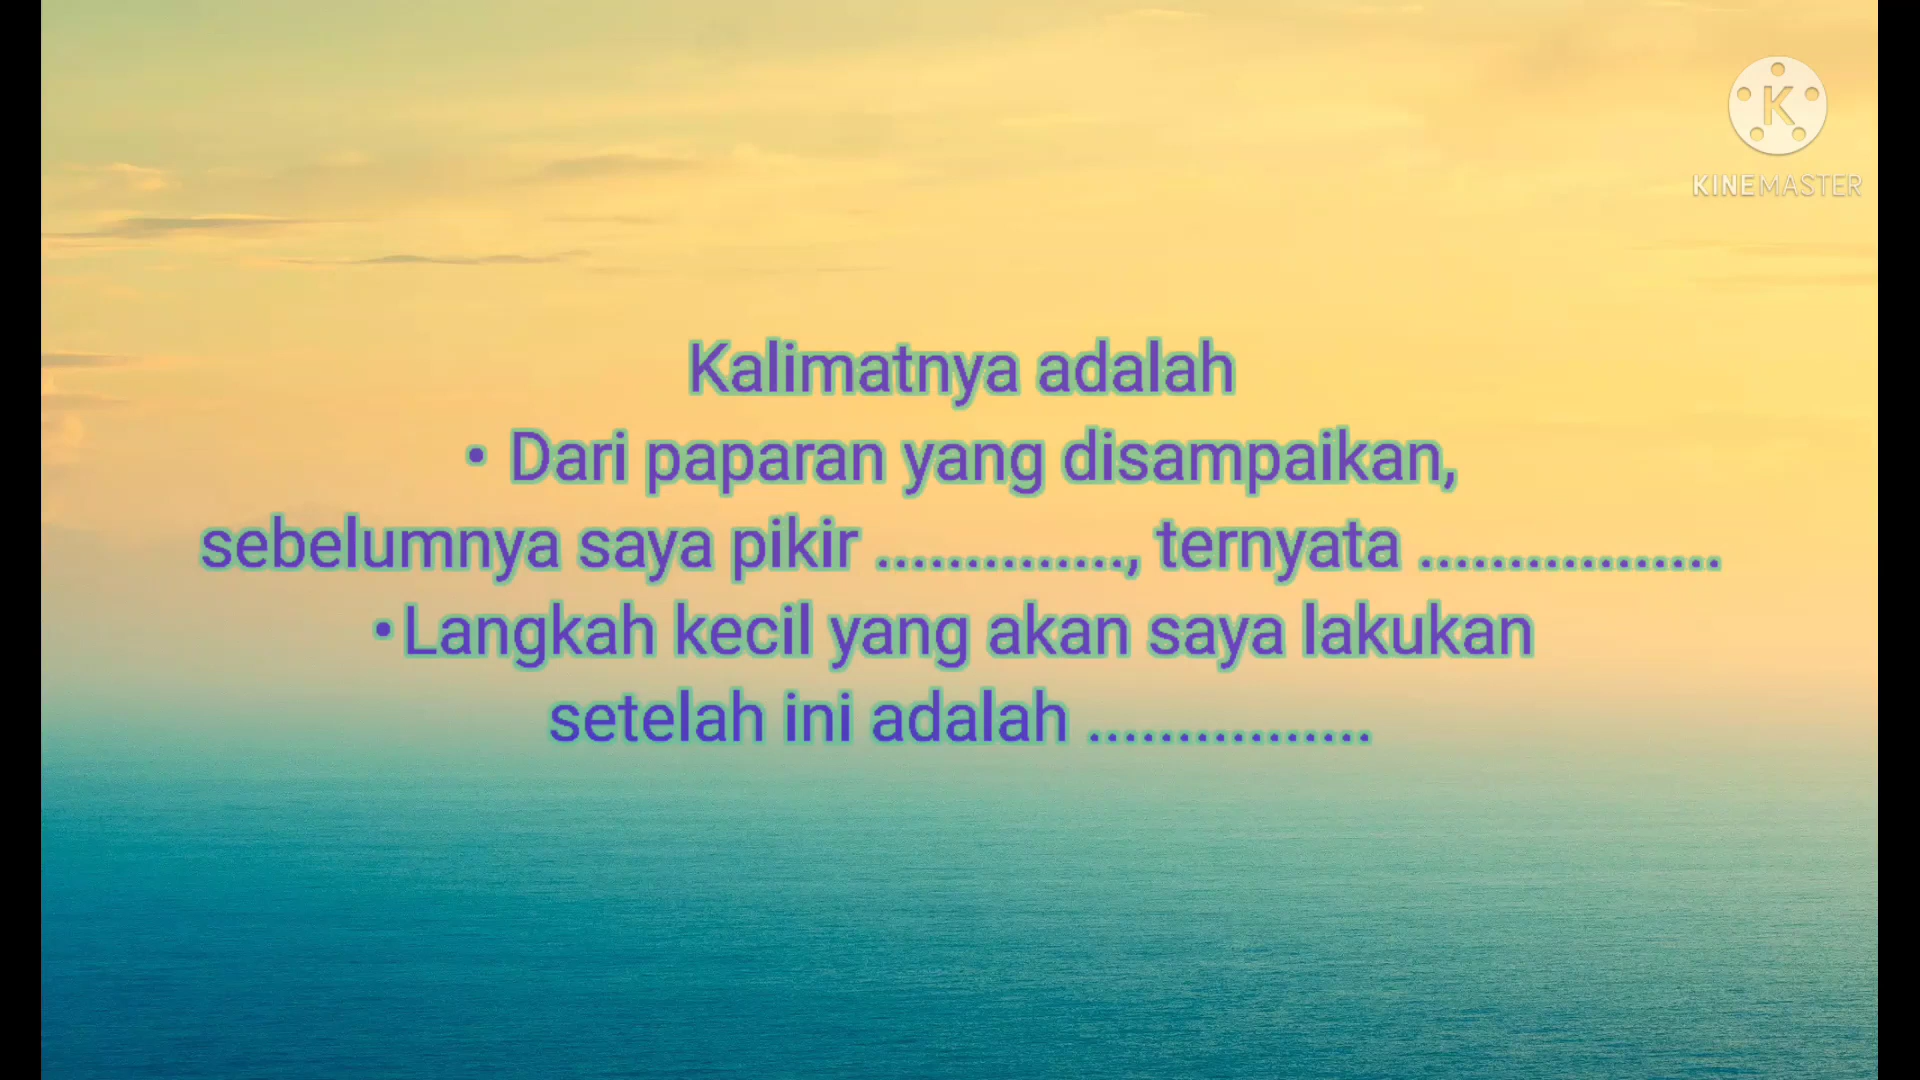 KINEMASTER
Kalimatnya adalah
• Dari paparan yang disampaikan,
sebelumnya saya pikir .............., ternyata .................
•Langkah kecil yang akan saya lakukan
setelah ini adalah ................